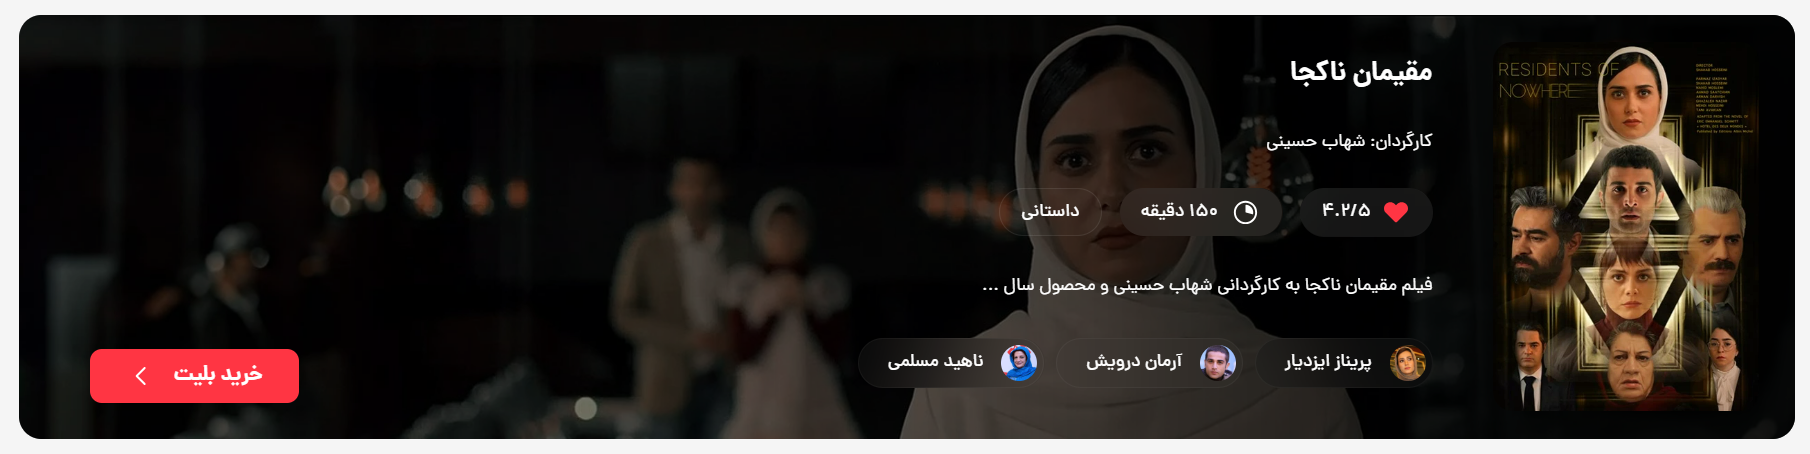 مقیمان ناکجا
کارگردان: شهاب حسینی
۴.۲/۵
۱۵۰ دقیقه
داستانی
فیلم مقیمان ناکجا به کارگردانی شهاب حسینی و محصول سال ...
پریناز ایزدیار
آرمان درویش
ناهید مسلمی
خرید بلیت
RESIDENTS OF
NOWHERE